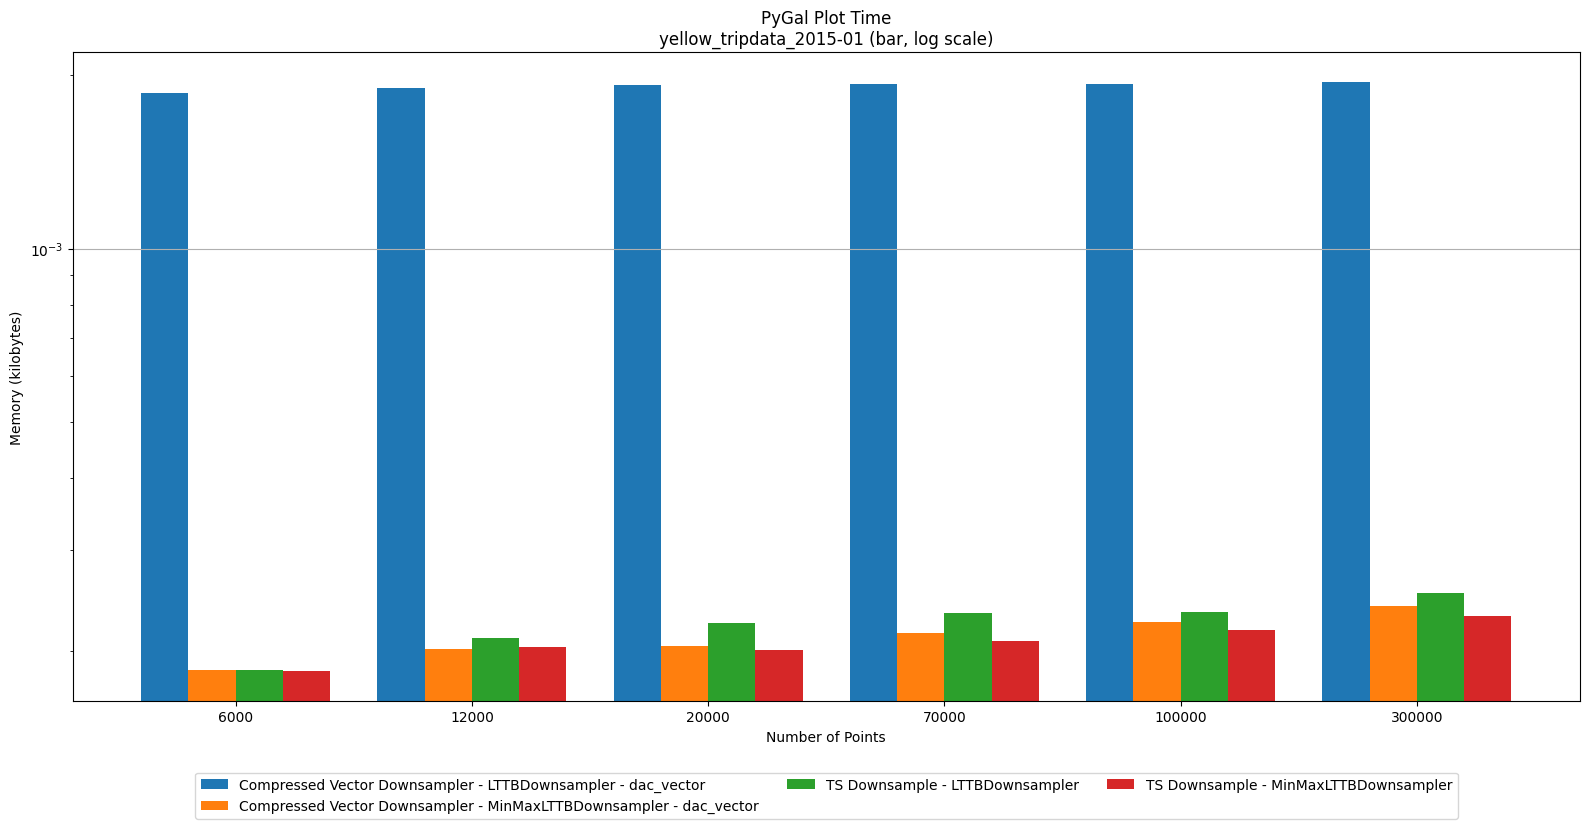 PyGal Plot Time
yellow_tripdata_2015-01 (bar, log scale)
10⁻³
Memory (kilobytes)
6000
12000
20000
70000
100000
300000
Number of Points
Compressed Vector Downsampler - LTTBDownsampler - dac_vector
Compressed Vector Downsampler - MinMaxLTTBDownsampler - dac_vector
TS Downsample - LTTBDownsampler
TS Downsample - MinMaxLTTBDownsampler